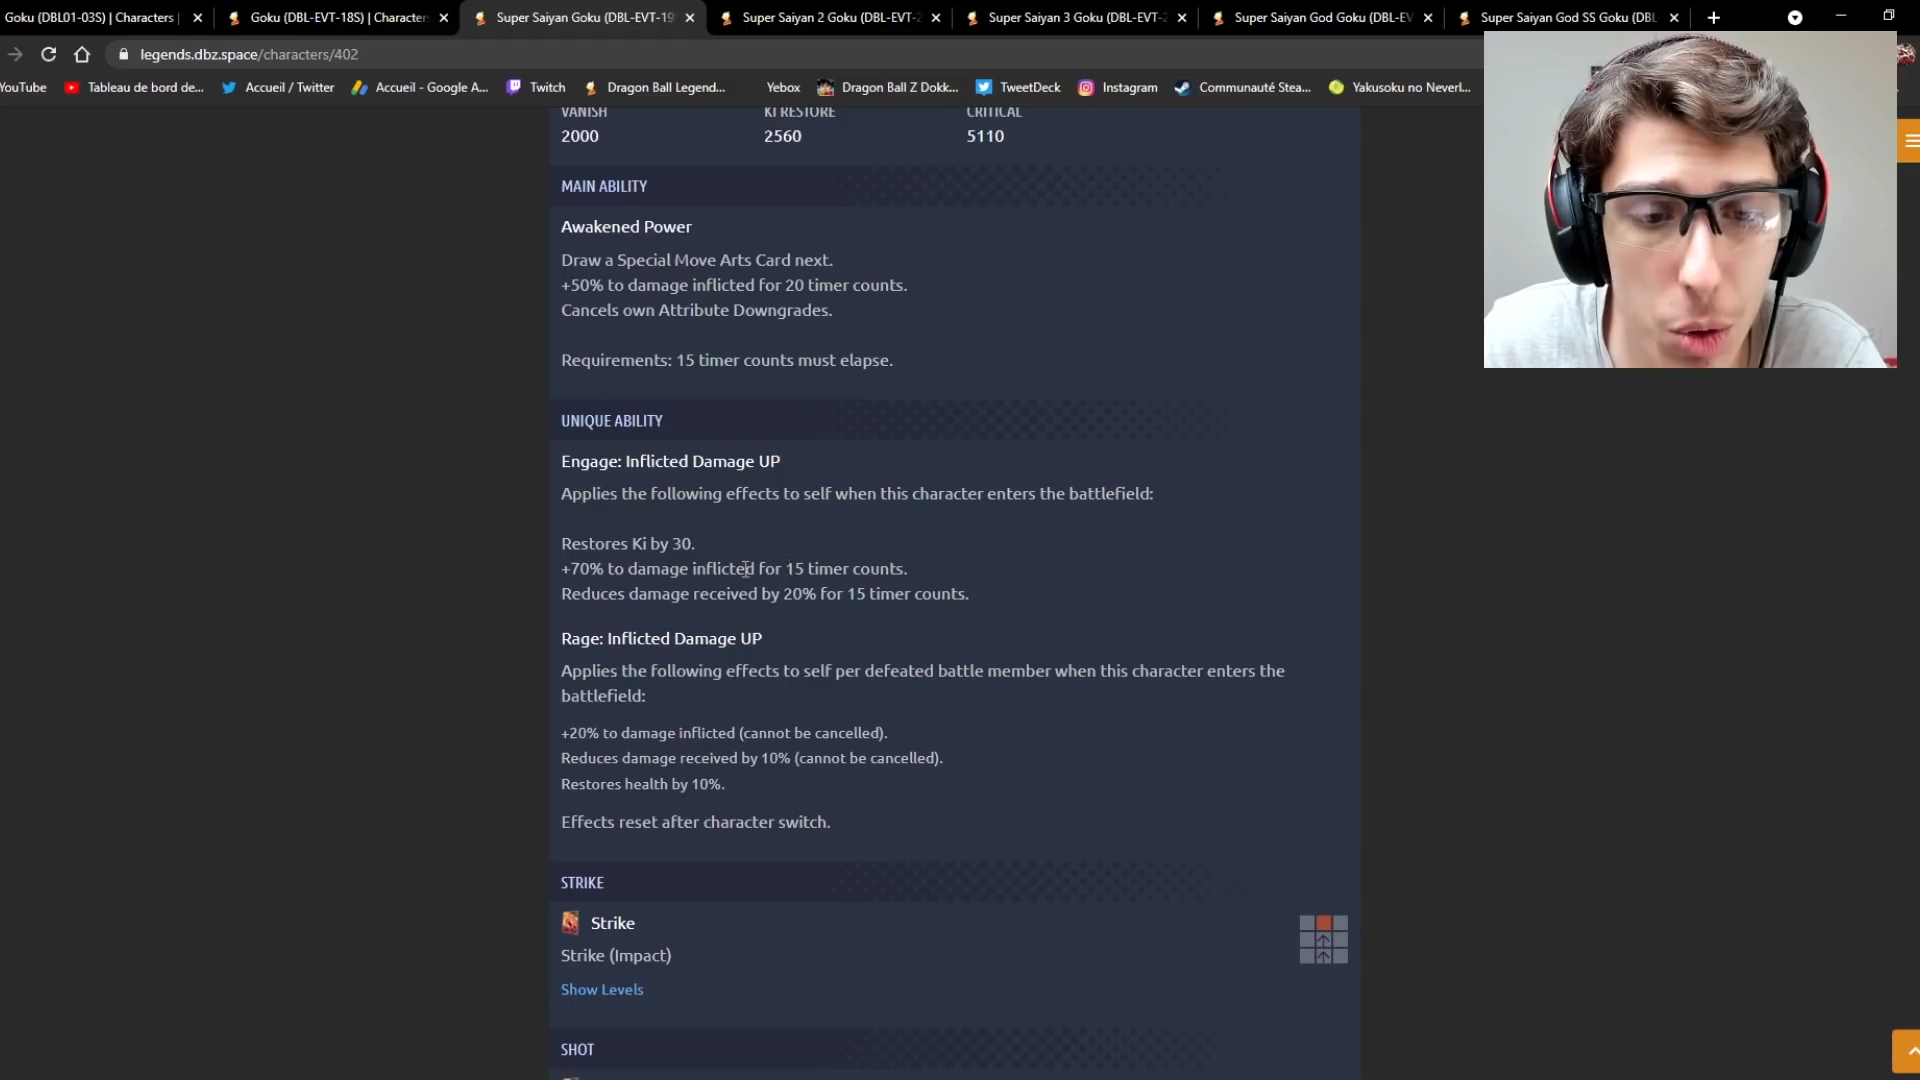 Goku (DBL01-03S) | Characters
Goku (DBL-EVT-18S) | Character
Super Saiyan Goku (DBL-EVT-19
Super Saiyan 2 Goku (DBL-EVT-2
Super Saiyan 3 Goku (DBL-EVT-2
Super Saiyan God Goku (DBL-EV
Super Saiyan God SS Goku (DBL
legends.dbz.space/characters/402
YouTube
Tableau de bord de...
Accueil / Twitter
Accueil - Google A...
Twitch
Dragon Ball Legend...
Yebox
Dragon Ball Z Dokk...
TweetDeck
Instagram
Communauté Stea...
Yakusoku no Neverl...
VANISH KI RESTORE CRITICAL
2000 2560 5110
MAIN ABILITY
Awakened Power
Draw a Special Move Arts Card next.
+50% to damage inflicted for 20 timer counts.
Cancels own Attribute Downgrades.
Requirements: 15 timer counts must elapse.
UNIQUE ABILITY
Engage: Inflicted Damage UP
Applies the following effects to self when this character enters the battlefield:
Restores Ki by 30.
+70% to damage inflicted for 15 timer counts.
Reduces damage received by 20% for 15 timer counts.
Rage: Inflicted Damage UP
Applies the following effects to self per defeated battle member when this character enters the
battlefield:
+20% to damage inflicted (cannot be cancelled).
Reduces damage received by 10% (cannot be cancelled).
Restores health by 10%.
Effects reset after character switch.
STRIKE
Strike
Strike (Impact)
Show Levels
SHOT